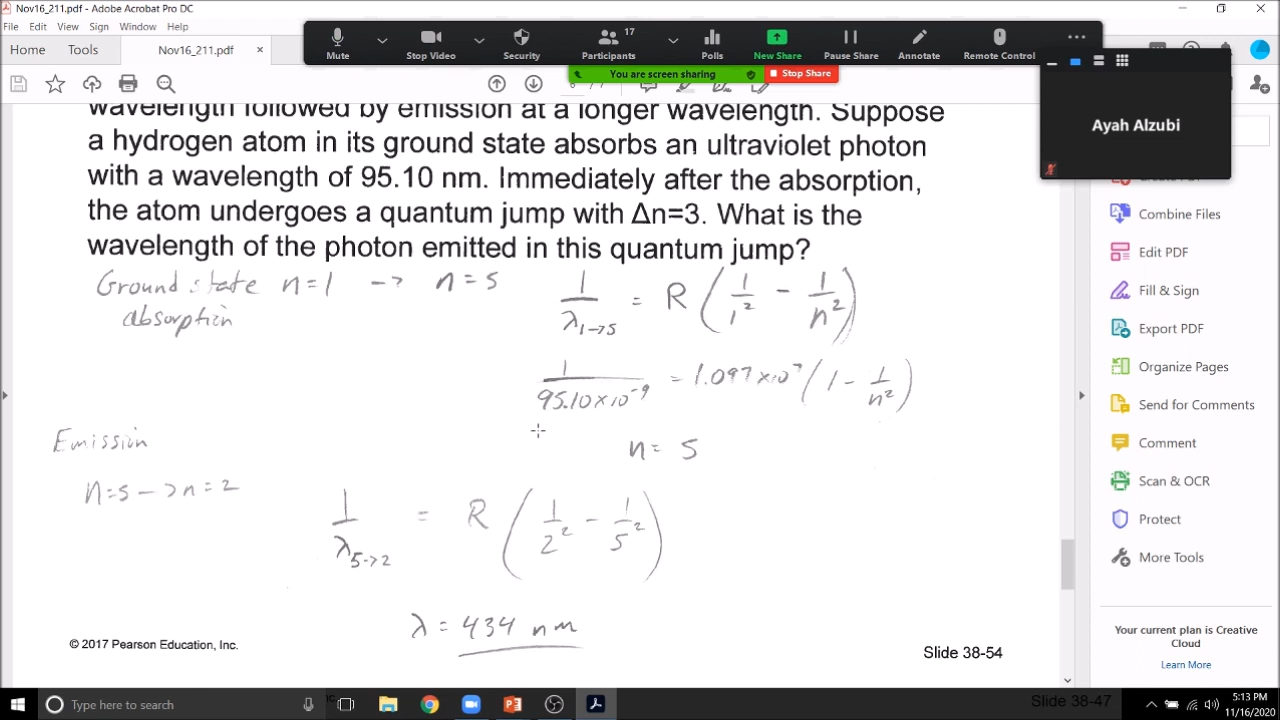 Nov16_211.pdf - Adobe Acrobat Pro DC
File Edit View Sign Window Help
Home Tools Nov16_211.pdf ×
Mute Stop Video Security Participants 17 Polls New Share Pause Share Annotate Remote Control
You are screen sharing Stop Share
Ayah Alzubi
wavelength followed by emission at a longer wavelength. Suppose
a hydrogen atom in its ground state absorbs an ultraviolet photon
with a wavelength of 95.10 nm. Immediately after the absorption,
the atom undergoes a quantum jump with Δn=3. What is the
wavelength of the photon emitted in this quantum jump?
Ground state n=1 -> n=5
absorption
1/λ1->5 = R(1/1² - 1/n²)
1/95.10x10⁻⁹ = 1.097x10⁷(1 - 1/n²)
n= 5
Emission
n=5 -> n=2
1/λ5->2 = R(1/2² - 1/5²)
λ = 434 nm
© 2017 Pearson Education, Inc.
Slide 38-54
Combine Files
Edit PDF
Fill & Sign
Export PDF
Organize Pages
Send for Comments
Comment
Scan & OCR
Protect
More Tools
Your current plan is Creative
Cloud
Learn More
Type here to search
Slide 38-47
5:13 PM
11/16/2020